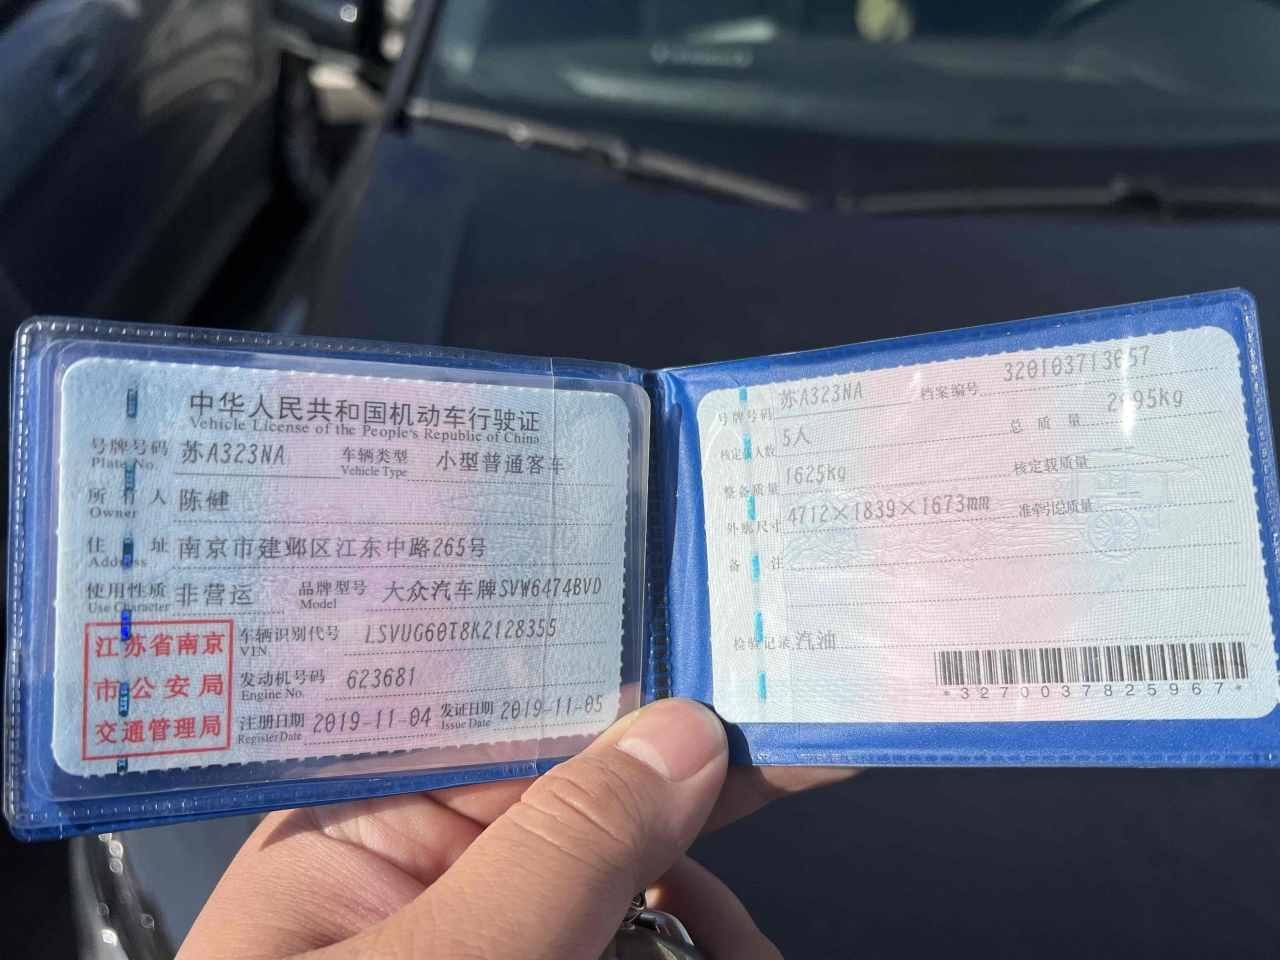 中华人民共和国机动车行驶证
Vehicle License of the People's Republic of China
号牌号码 苏A323NA 车辆类型 小型普通客车
Plate No. Vehicle Type
所有人 陈健
Owner
住址 南京市建邺区江东中路265号
Address
使用性质 非营运 品牌型号 大众汽车牌SVW6474BVD
Use Character Model
江苏省南京
市公安局
交通管理局
车辆识别代号 LSVUG60T8K2128355
VIN
发动机号码 623681
Engine No.
注册日期 2019-11-04 发证日期 2019-11-05
Register Date Issue Date
号牌号码 苏A323NA 档案编号 320103713657
核定载人数 5人 总质量
整备质量 1625kg 核定载质量 --
外廓尺寸 4712×1839×1673mm 准牵引总质量 --
备注
检验记录 汽油
*3270037825967*